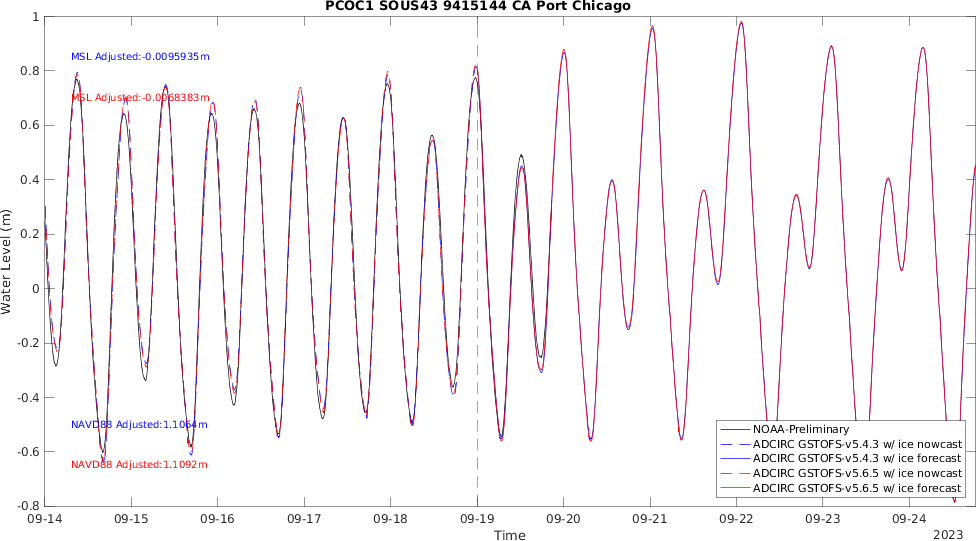 PCOC1 SOUS43 9415144 CA Port Chicago
MSL Adjusted:-0.0095935m
MSL Adjusted:-0.0068383m
NAVD88 Adjusted:1.1064m
NAVD88 Adjusted:1.1092m
Water Level (m)
1
0.8
0.6
0.4
0.2
0
-0.2
-0.4
-0.6
-0.8
NOAA-Preliminary
ADCIRC GSTOFS-v5.4.3 w/ ice nowcast
ADCIRC GSTOFS-v5.4.3 w/ ice forecast
ADCIRC GSTOFS-v5.6.5 w/ ice nowcast
ADCIRC GSTOFS-v5.6.5 w/ ice forecast
09-14 09-15 09-16 09-17 09-18 09-19 09-20 09-21 09-22 09-23 09-24
Time
2023